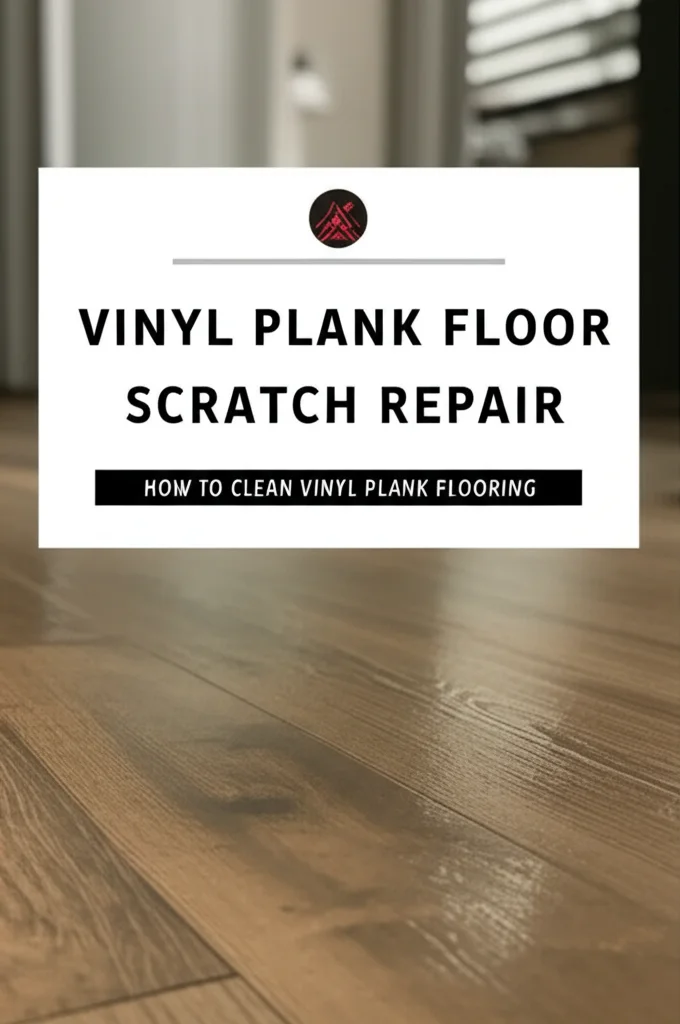 VINYL PLANK FLOOR
SCRATCH REPAIR
HOW TO CLEAN VINYL PLANK FLOORING